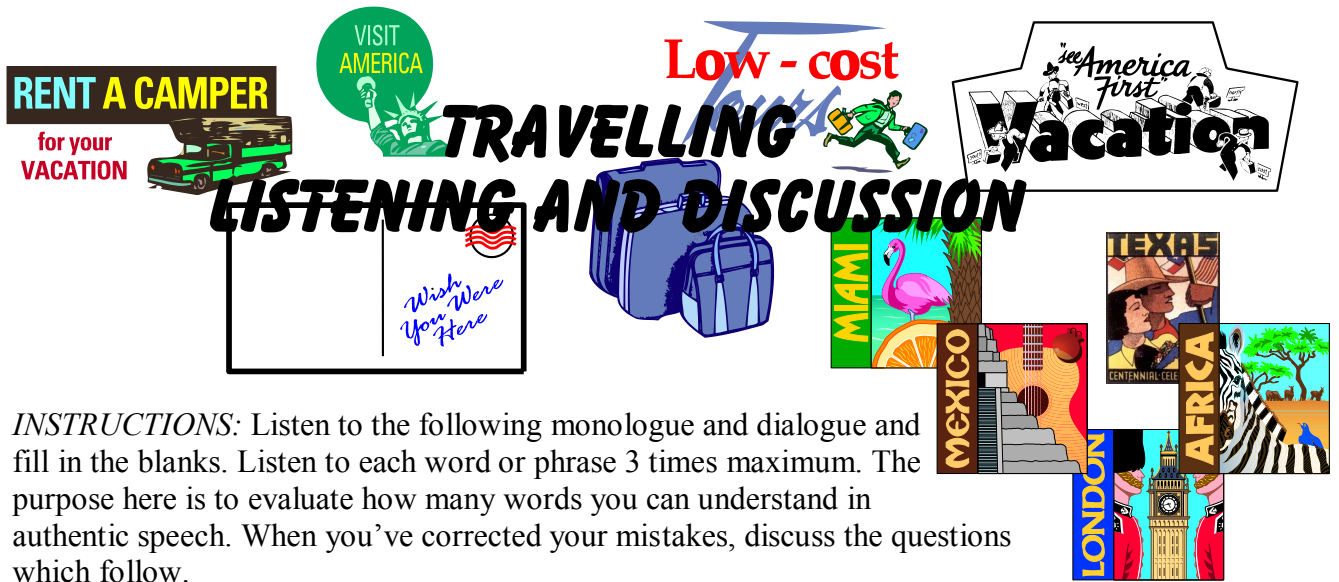 RENT A CAMPER
for your
VACATION
VISIT
AMERICA
Low - cost
Tours
"see
America
First"
Vacation
TRAVELLING
LISTENING AND DISCUSSION
Wish
You Were
Here
MIAMI
TEXAS
CENTENNIAL
MEXICO
AFRICA
LONDON
INSTRUCTIONS: Listen to the following monologue and dialogue and
fill in the blanks. Listen to each word or phrase 3 times maximum. The
purpose here is to evaluate how many words you can understand in
authentic speech. When you’ve corrected your mistakes, discuss the questions
which follow.